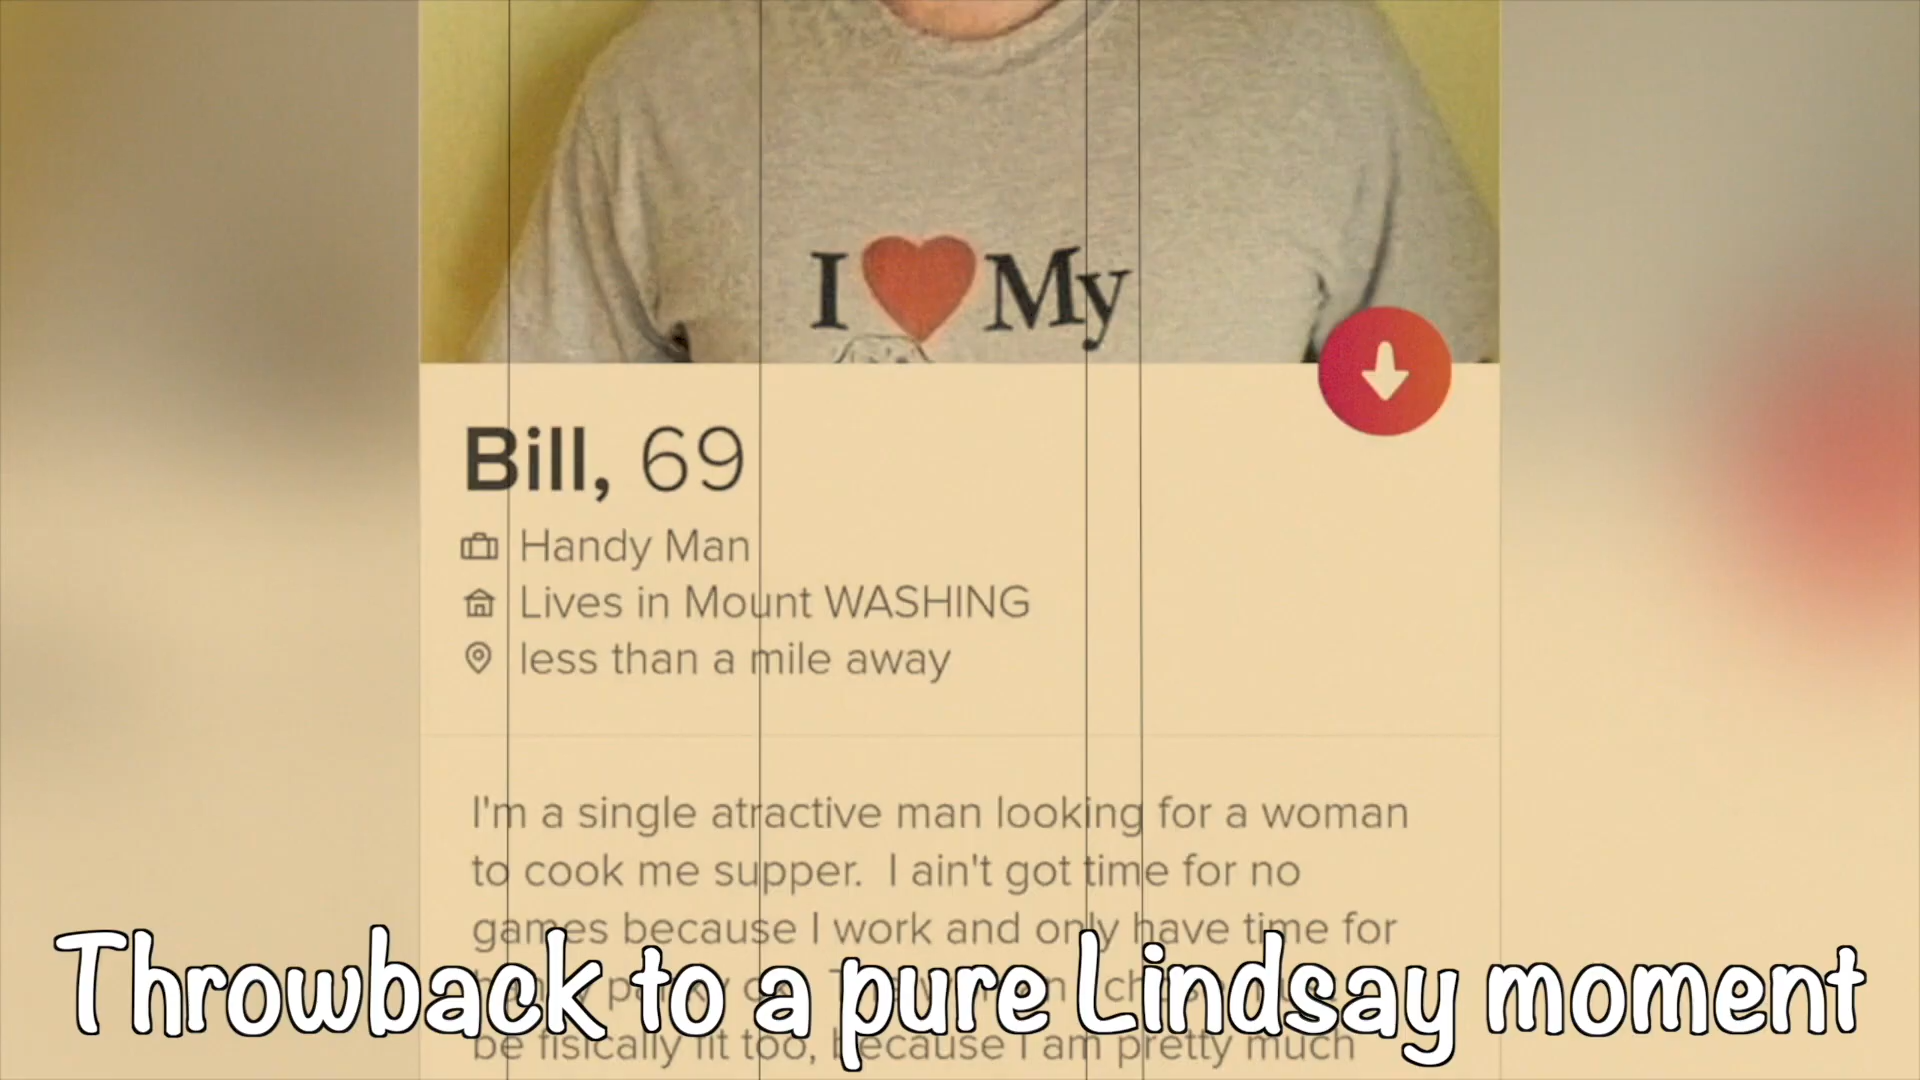 I ❤ My
Bill, 69
Handy Man
Lives in Mount WASHING
less than a mile away
I'm a single atractive man looking for a woman
to cook me supper. I ain't got time for no
games because I work and only have time for
Throwback to a pure Lindsay moment
be fisically fit too, because I am pretty much